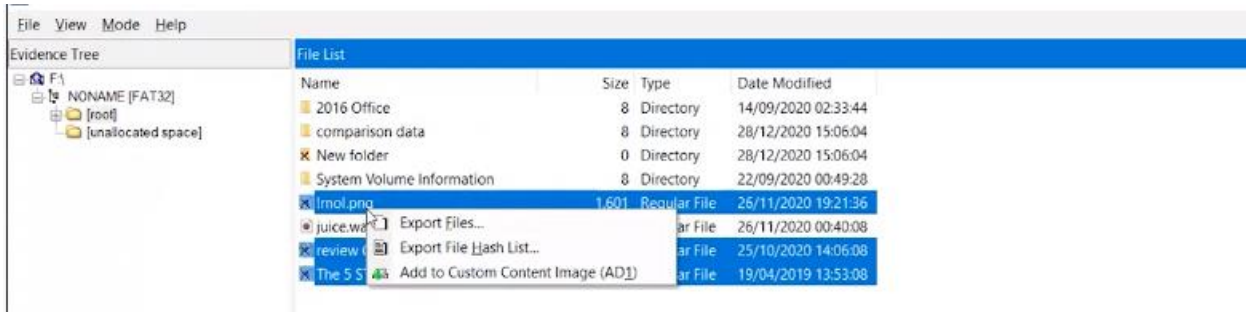 File View Mode Help
Evidence Tree
F:\
NONAME [FAT32]
[root]
[unallocated space]
File List
Name Size Type Date Modified
2016 Office 8 Directory 14/09/2020 02:33:44
comparison data 8 Directory 28/12/2020 15:06:04
New folder 0 Directory 28/12/2020 15:06:04
System Volume Information 8 Directory 22/09/2020 00:49:28
!rnol.png 1,601 Regular File 26/11/2020 19:21:36
juice.wa ar File 26/11/2020 00:40:08
review ar File 25/10/2020 14:06:08
The 5 S ar File 19/04/2019 13:53:08
Export Files...
Export File Hash List...
Add to Custom Content Image (AD1)